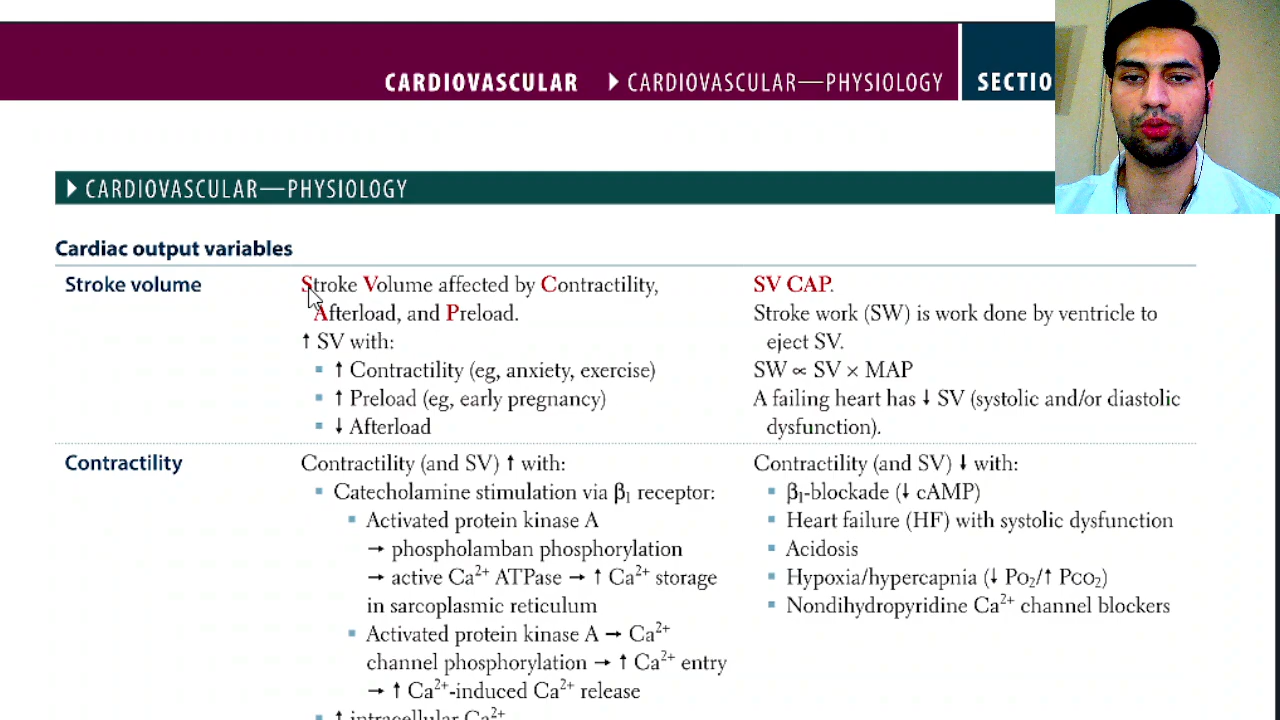 CARDIOVASCULAR ▶ CARDIOVASCULAR—PHYSIOLOGY
SECTIO
▶ CARDIOVASCULAR—PHYSIOLOGY
Cardiac output variables
Stroke volume
Stroke Volume affected by Contractility,
Afterload, and Preload.
↑ SV with:
▪ ↑ Contractility (eg, anxiety, exercise)
▪ ↑ Preload (eg, early pregnancy)
▪ ↓ Afterload
SV CAP.
Stroke work (SW) is work done by ventricle to
eject SV.
SW ∝ SV × MAP
A failing heart has ↓ SV (systolic and/or diastolic
dysfunction).
Contractility
Contractility (and SV) ↑ with:
▪ Catecholamine stimulation via β₁ receptor:
▪ Activated protein kinase A
→ phospholamban phosphorylation
→ active Ca²⁺ ATPase → ↑ Ca²⁺ storage
in sarcoplasmic reticulum
▪ Activated protein kinase A → Ca²⁺
channel phosphorylation → ↑ Ca²⁺ entry
→ ↑ Ca²⁺-induced Ca²⁺ release
▪ ↑ intracellular Ca²⁺
Contractility (and SV) ↓ with:
▪ β₁-blockade (↓ cAMP)
▪ Heart failure (HF) with systolic dysfunction
▪ Acidosis
▪ Hypoxia/hypercapnia (↓ PO₂/↑ PCO₂)
▪ Nondihydropyridine Ca²⁺ channel blockers